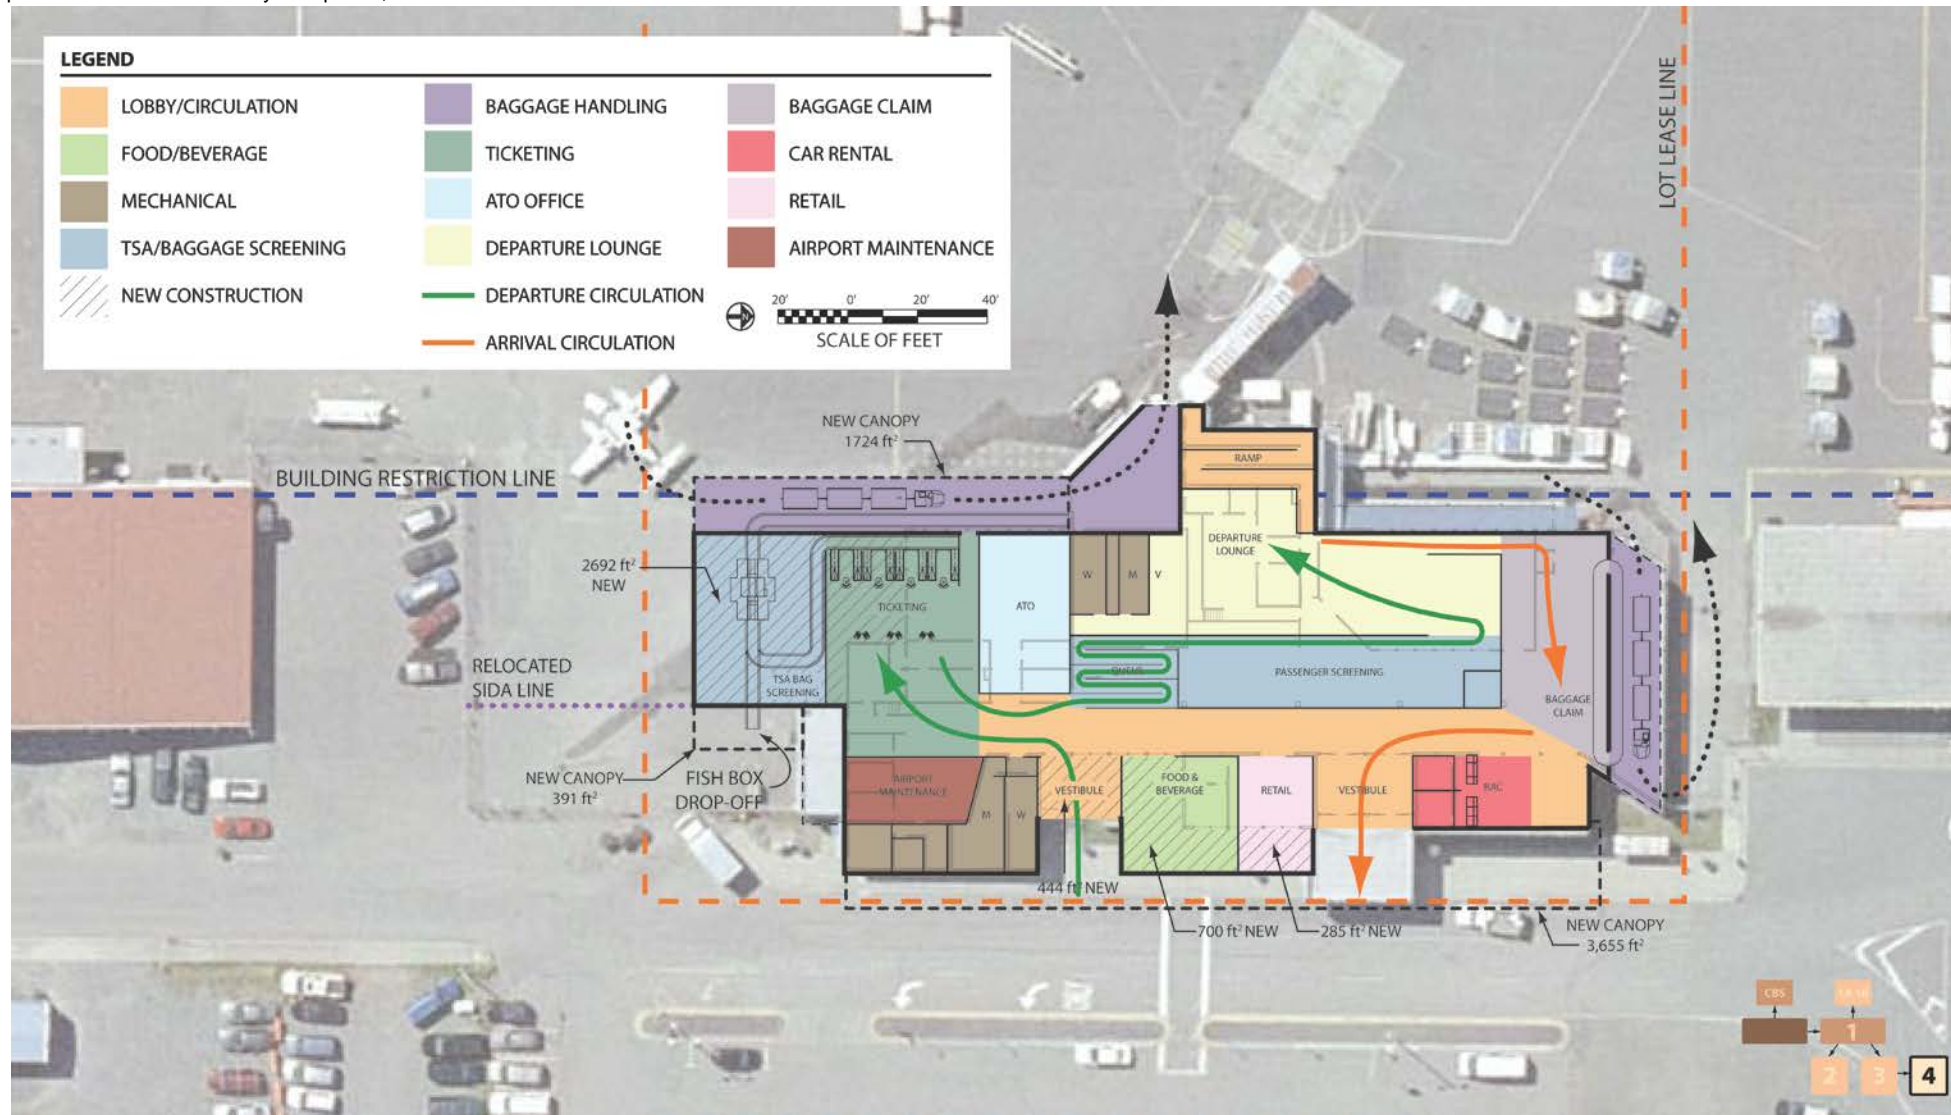 LEGEND
LOBBY/CIRCULATION
FOOD/BEVERAGE
MECHANICAL
TSA/BAGGAGE SCREENING
NEW CONSTRUCTION
BAGGAGE HANDLING
TICKETING
ATO OFFICE
DEPARTURE LOUNGE
DEPARTURE CIRCULATION
ARRIVAL CIRCULATION
BAGGAGE CLAIM
CAR RENTAL
RETAIL
AIRPORT MAINTENANCE
N
20' 0' 20' 40'
SCALE OF FEET
LOT LEASE LINE
BUILDING RESTRICTION LINE
NEW CANOPY
1724 ft²
RAMP
2692 ft²
NEW
DEPARTURE
LOUNGE
W M V
TICKETING
ATO
RELOCATED
SIDA LINE
TSA BAG
SCREENING
QUEUE
PASSENGER SCREENING
BAGGAGE
CLAIM
NEW CANOPY
391 ft²
FISH BOX
DROP-OFF
AIRPORT
MAINTENANCE
M W
VESTIBULE
FOOD &
BEVERAGE
RETAIL
VESTIBULE
RAC
444 ft² NEW
700 ft² NEW
285 ft² NEW
NEW CANOPY
3,655 ft²
CBS
1
2
3
4